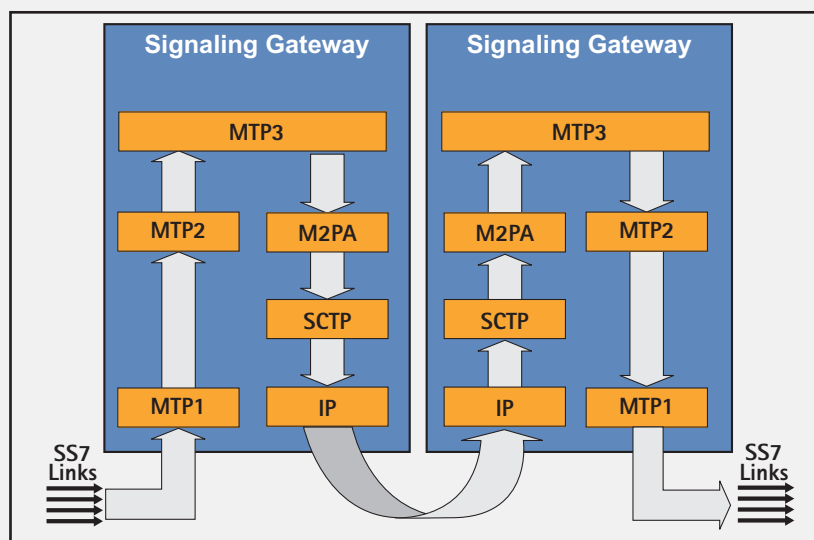 Signaling Gateway
MTP3
MTP2
M2PA
SCTP
MTP1
IP
SS7
Links
Signaling Gateway
MTP3
M2PA
MTP2
SCTP
IP
MTP1
SS7
Links